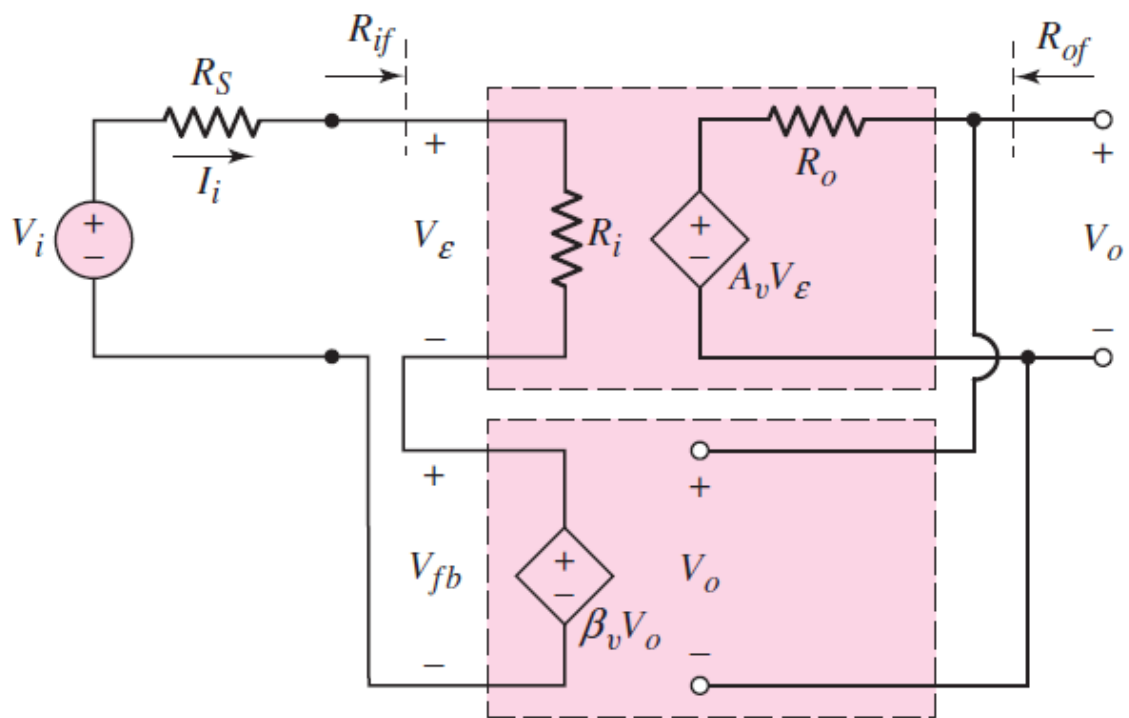 R_if
R_of
R_S
I_i
+
+
R_o
+
−
V_i
V_ε
R_i
+
−
A_vV_ε
V_o
−
−
+
+
V_fb
+
−
β_vV_o
V_o
−
−